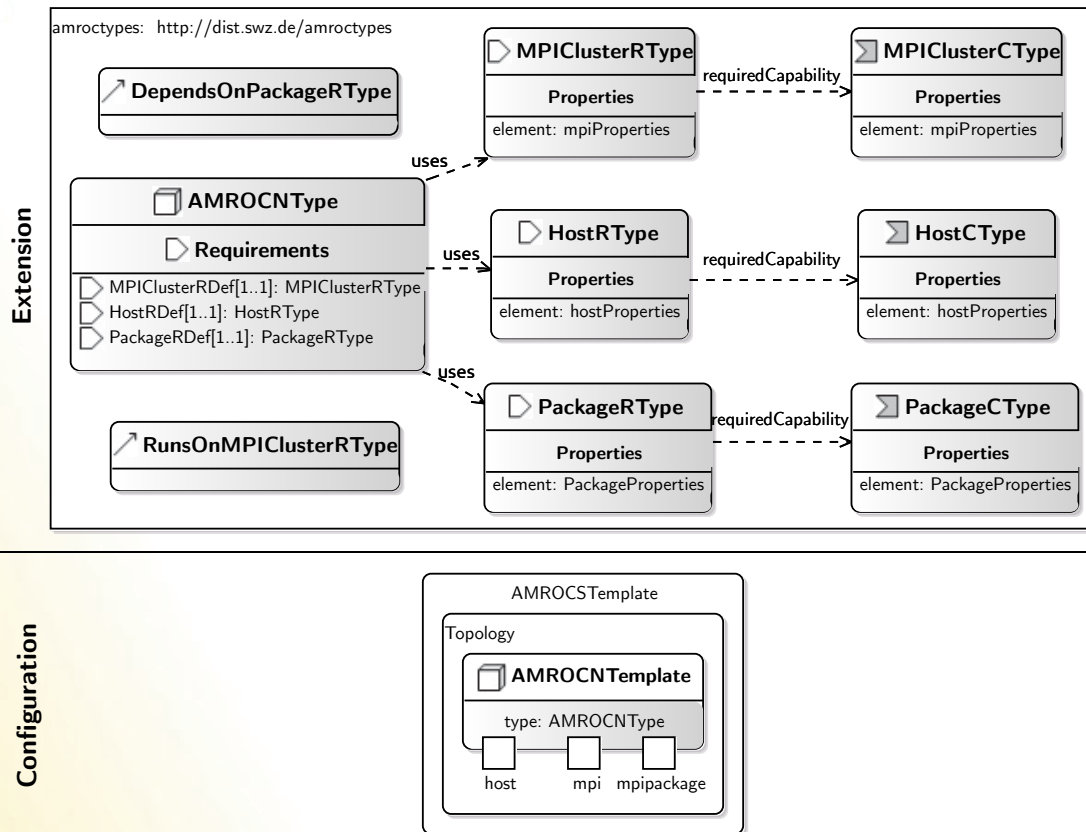 Extension
amroctypes: http://dist.swz.de/amroctypes
DependsOnPackageRType
AMROCNType
Requirements
MPIClusterRDef[1..1]: MPIClusterRType
HostRDef[1..1]: HostRType
PackageRDef[1..1]: PackageRType
RunsOnMPIClusterRType
uses
uses
uses
MPIClusterRType
Properties
element: mpiProperties
requiredCapability
MPIClusterCType
Properties
element: mpiProperties
HostRType
Properties
element: hostProperties
requiredCapability
HostCType
Properties
element: hostProperties
PackageRType
Properties
element: PackageProperties
requiredCapability
PackageCType
Properties
element: PackageProperties
Configuration
AMROCSTemplate
Topology
AMROCNTemplate
type: AMROCNType
host
mpi
mpipackage